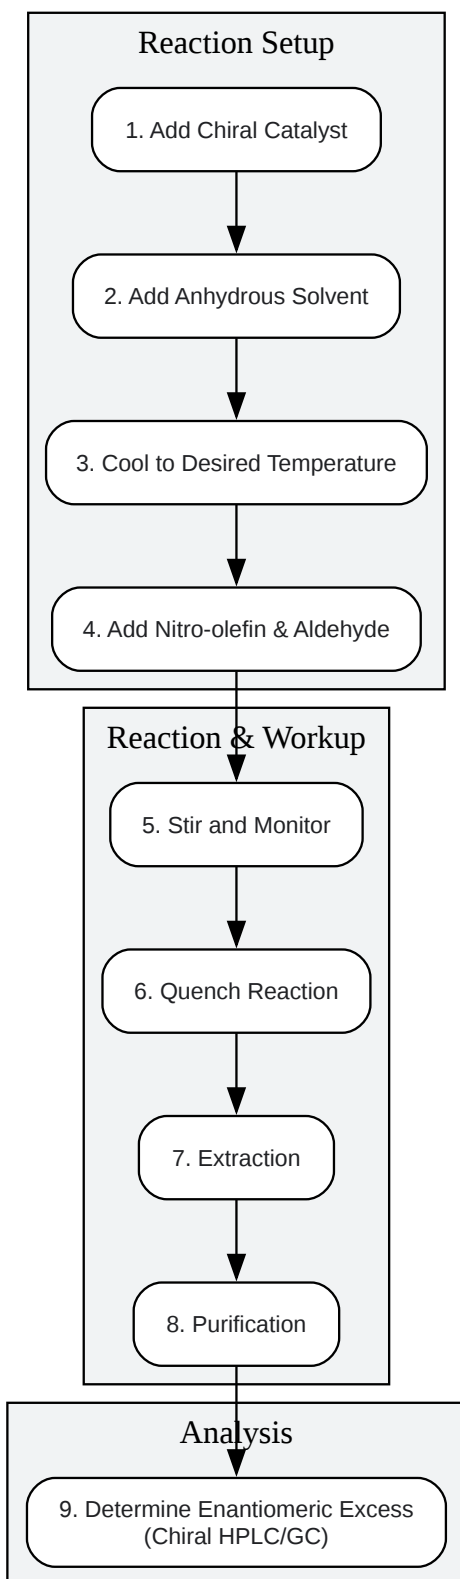 Reaction Setup
1. Add Chiral Catalyst
2. Add Anhydrous Solvent
3. Cool to Desired Temperature
4. Add Nitro-olefin & Aldehyde
Reaction & Workup
5. Stir and Monitor
6. Quench Reaction
7. Extraction
8. Purification
Analysis
9. Determine Enantiomeric Excess
(Chiral HPLC/GC)